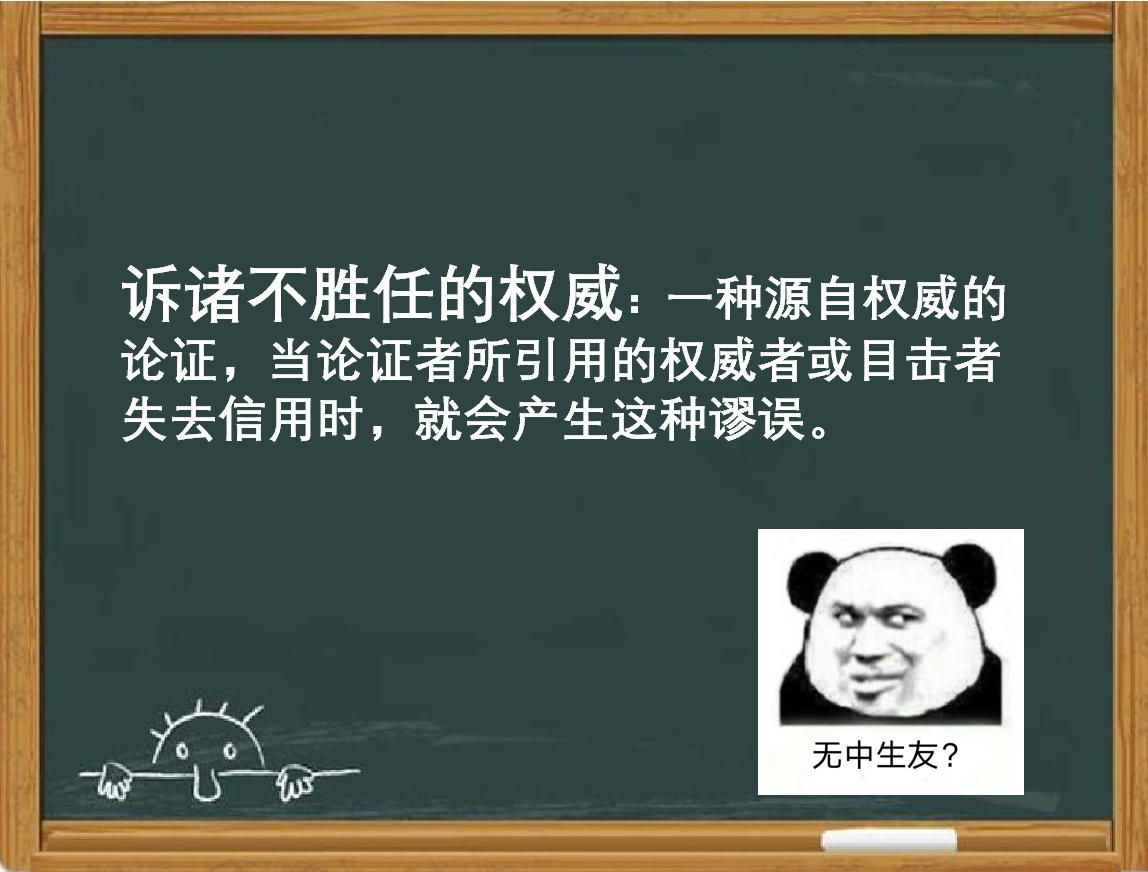 诉诸不胜任的权威：一种源自权威的
论证，当论证者所引用的权威者或目击者
失去信用时，就会产生这种谬误。
无中生友？